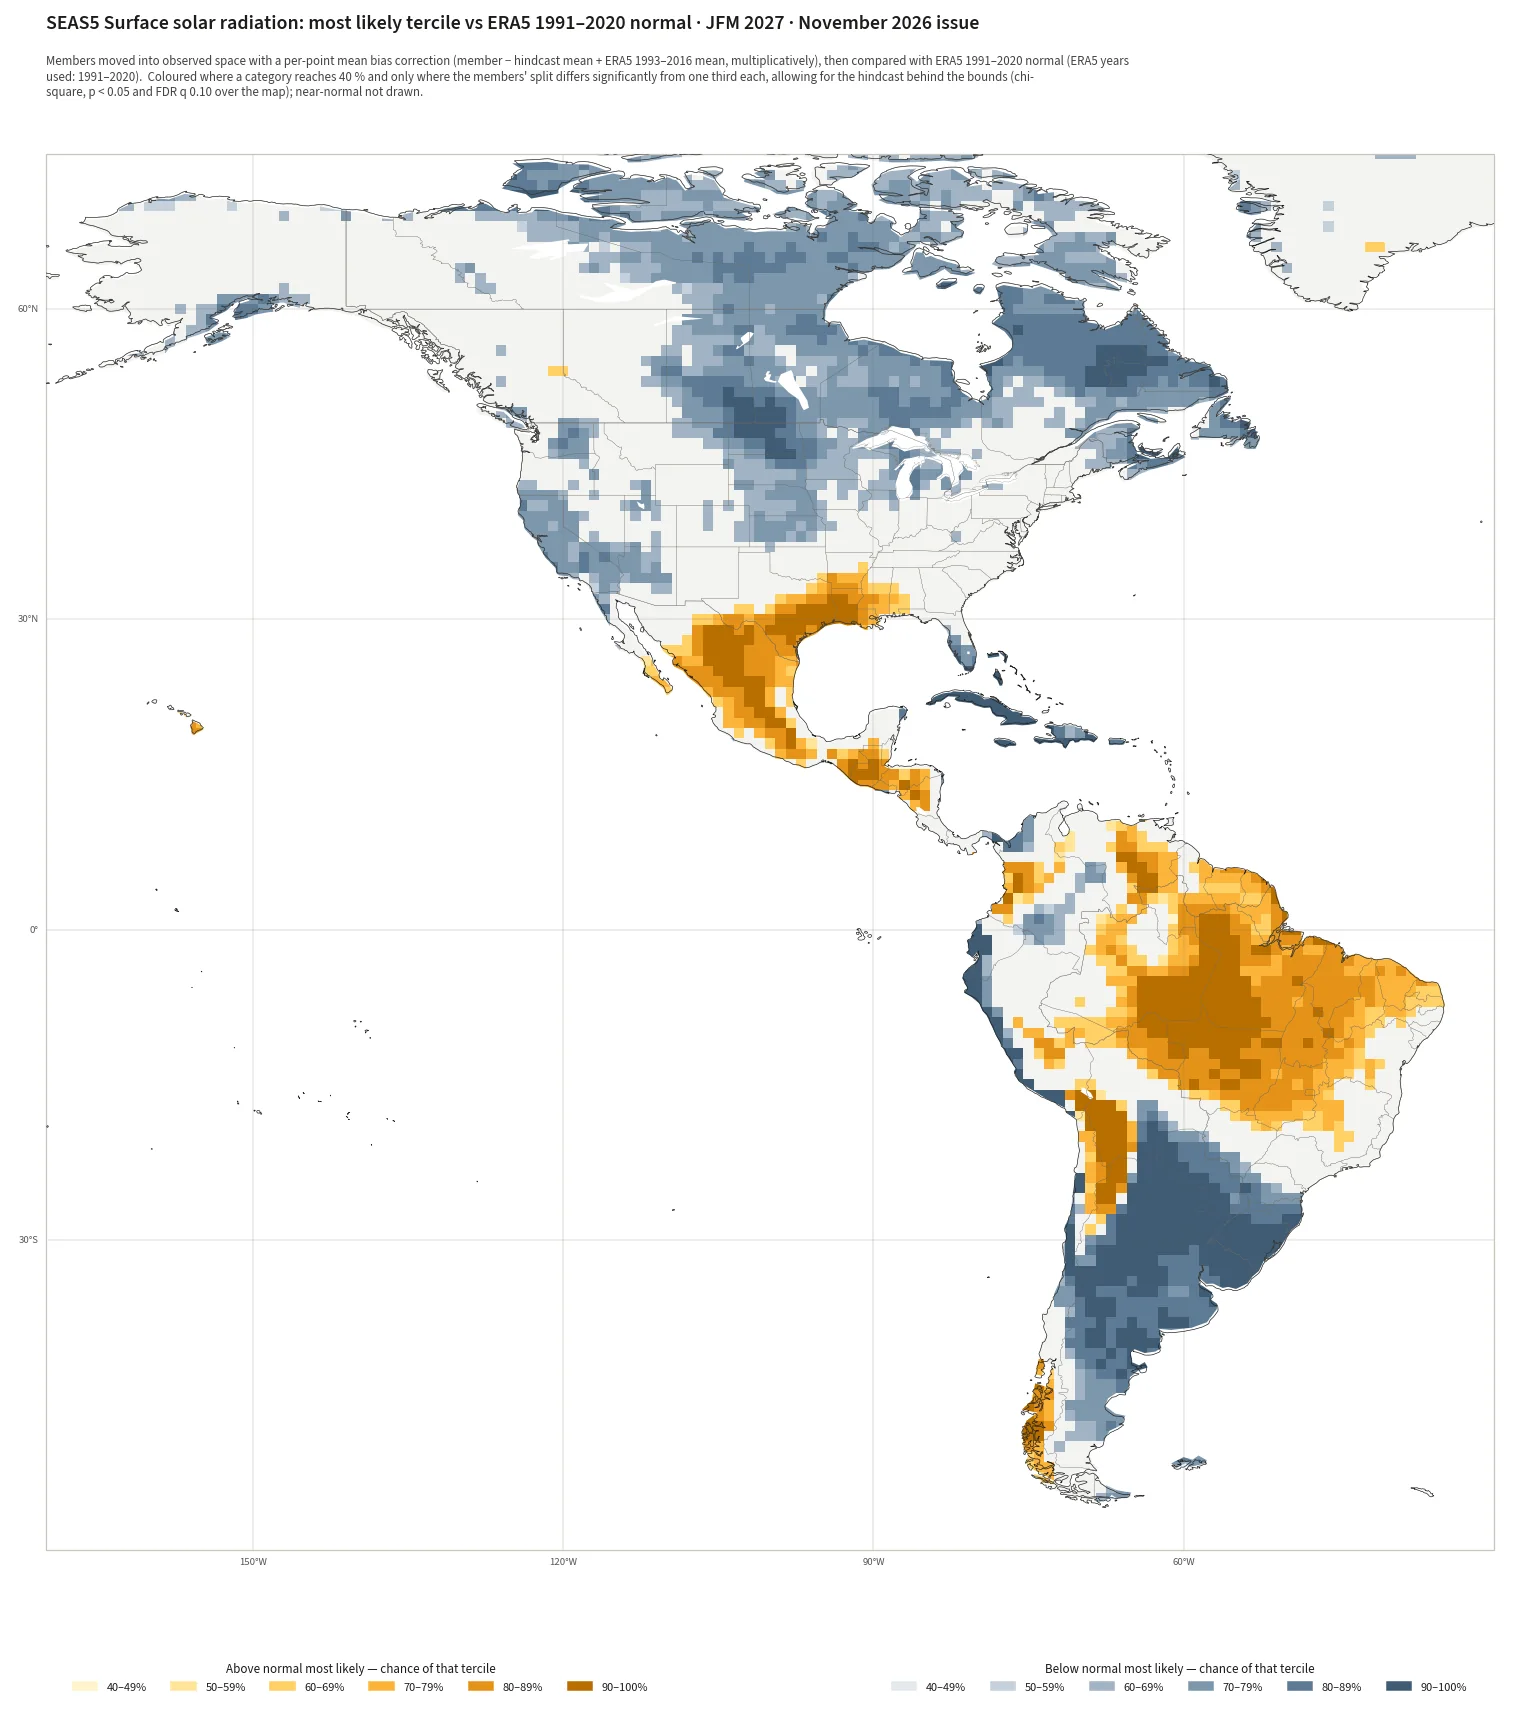 SEAS5 Surface solar radiation: most likely tercile vs ERA5 1991–2020 normal · JFM 2027 · November 2026 issue
Members moved into observed space with a per-point mean bias correction (member − hindcast mean + ERA5 1993–2016 mean, multiplicatively), then compared with ERA5 1991–2020 normal (ERA5 years
used: 1991–2020).  Coloured where a category reaches 40 % and only where the members' split differs significantly from one third each, allowing for the hindcast behind the bounds (chi-
square, p < 0.05 and FDR q 0.10 over the map); near-normal not drawn.
60°N
30°N
0°
30°S
150°W
120°W
90°W
60°W
Above normal most likely — chance of that tercile
40–49%
50–59%
60–69%
70–79%
80–89%
90–100%
Below normal most likely — chance of that tercile
40–49%
50–59%
60–69%
70–79%
80–89%
90–100%